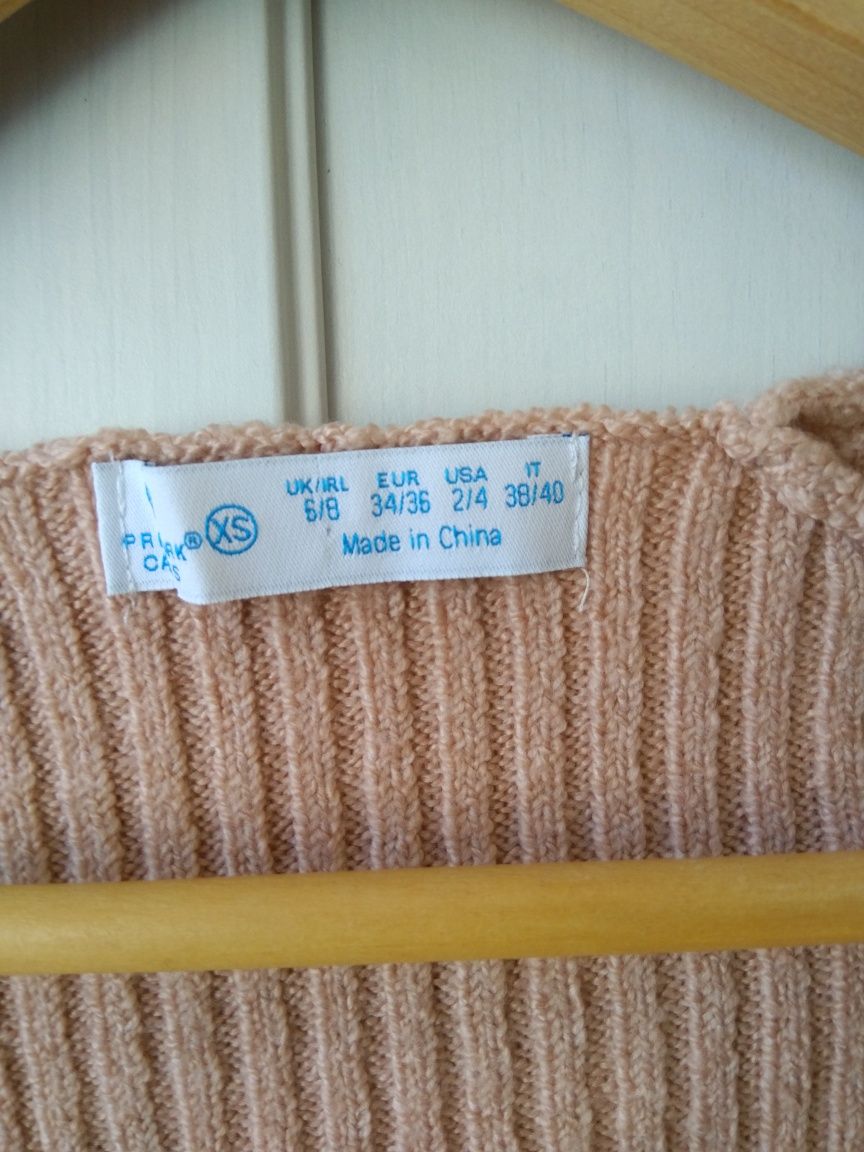 UK/IRL EUR USA IT
XS 6/8 34/36 2/4 38/40
Made in China